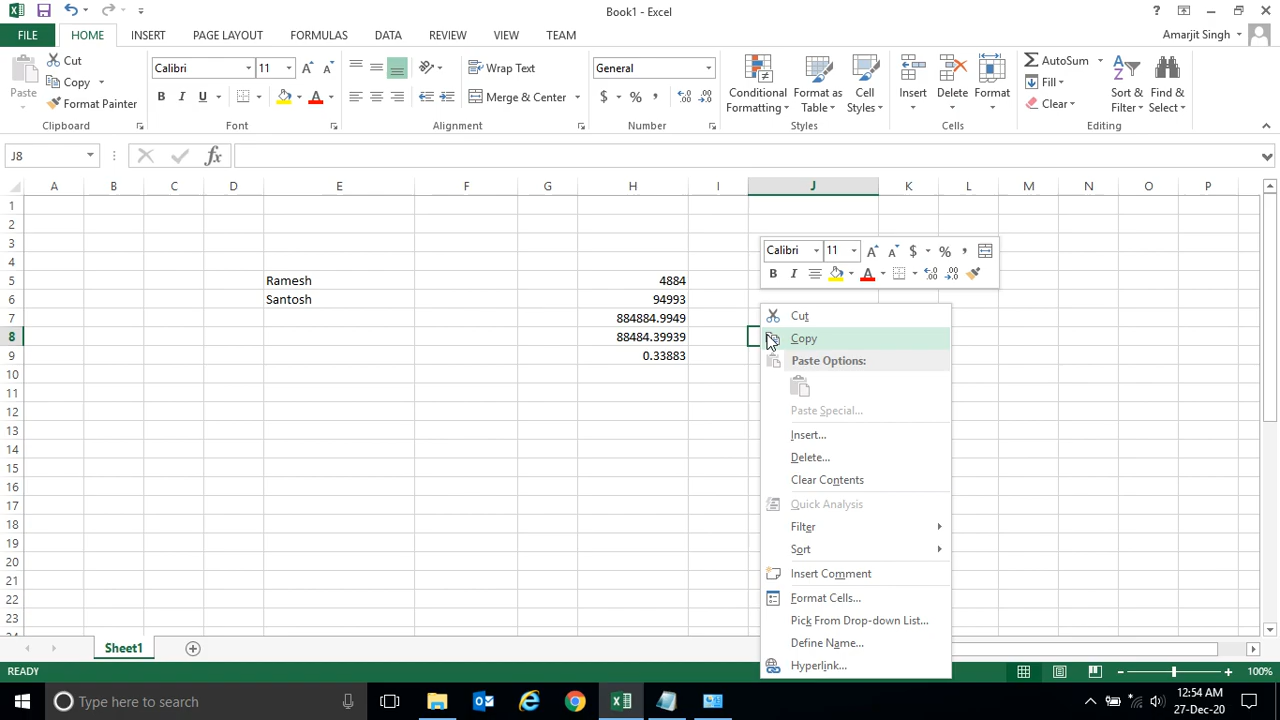 Book1 - Excel
?
FILE HOME INSERT PAGE LAYOUT FORMULAS DATA REVIEW VIEW TEAM
Amarjit Singh
Paste
Cut
Copy
Format Painter
Clipboard
Calibri 11
B I U
Font
Wrap Text
Merge & Center
Alignment
General
$ % ,
Number
Conditional
Formatting
Format as
Table
Cell
Styles
Styles
Insert
Delete
Format
Cells
AutoSum
Fill
Clear
Sort &
Filter
Find &
Select
Editing
J8
fx
A B C D E F G H I J K L M N O P
1
2
3
4
5 Ramesh 4884
6 Santosh 94993
7 884884.9949
8 88484.39939
9 0.33883
10
11
12
13
14
15
16
17
18
19
20
21
22
23
24
Calibri 11 A A $ % ,
B I A
Cut
Copy
Paste Options:
Paste Special...
Insert...
Delete...
Clear Contents
Quick Analysis
Filter
Sort
Insert Comment
Format Cells...
Pick From Drop-down List...
Define Name...
Hyperlink...
Sheet1
READY
100%
Type here to search
12:54 AM
27-Dec-20